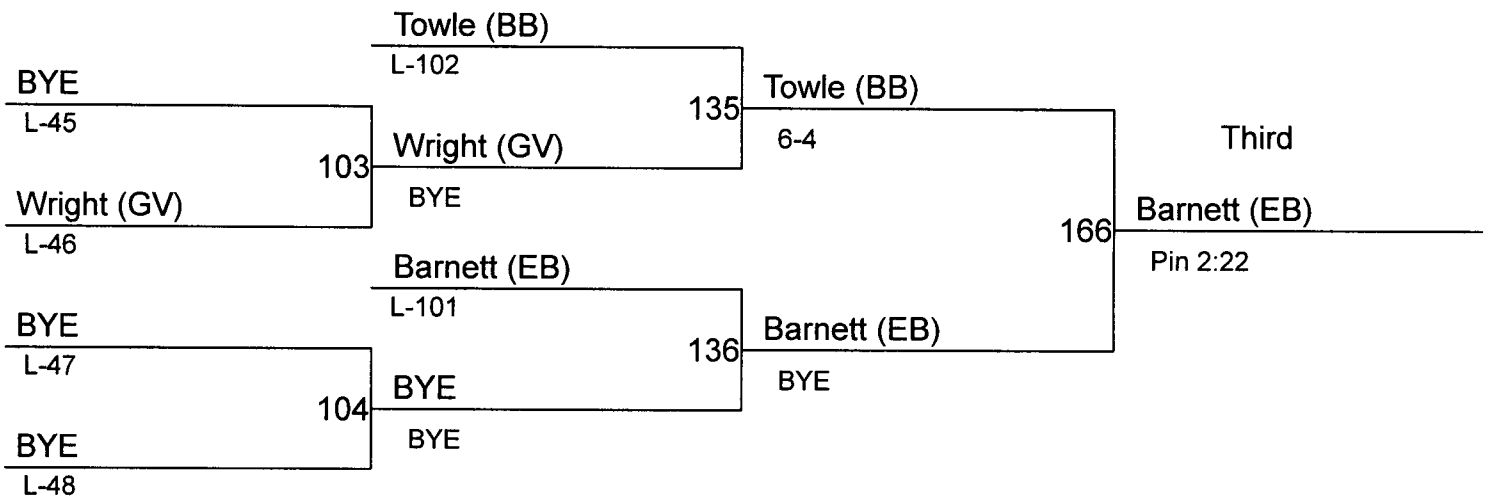 BYE
L-45
Wright (GV)
L-46
BYE
L-47
BYE
L-48
103
104
Towle (BB)
L-102
Wright (GV)
BYE
Barnett (EB)
L-101
BYE
BYE
135
136
Towle (BB)
6-4
Barnett (EB)
BYE
166
Third
Barnett (EB)
Pin 2:22